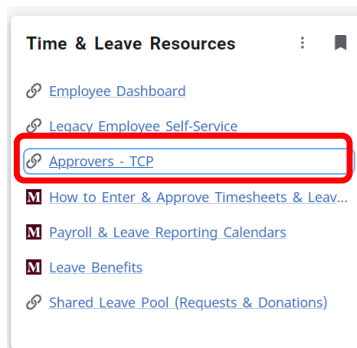 Time & Leave Resources
Employee Dashboard
Legacy Employee Self-Service
Approvers - TCP
M How to Enter & Approve Timesheets & Leav...
M Payroll & Leave Reporting Calendars
M Leave Benefits
Shared Leave Pool (Requests & Donations)